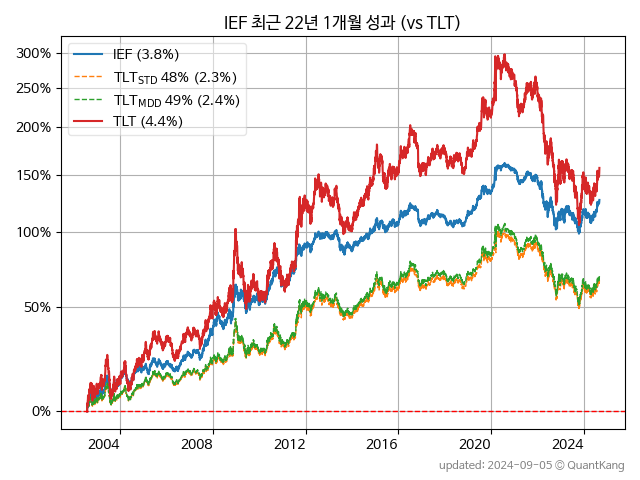 IEF 최근 22년 1개월 성과 (vs TLT)
300%
250%
200%
150%
100%
50%
0%
IEF (3.8%)
TLT_STD 48% (2.3%)
TLT_MDD 49% (2.4%)
TLT (4.4%)
2004 2008 2012 2016 2020 2024
updated: 2024-09-05 © QuantKang